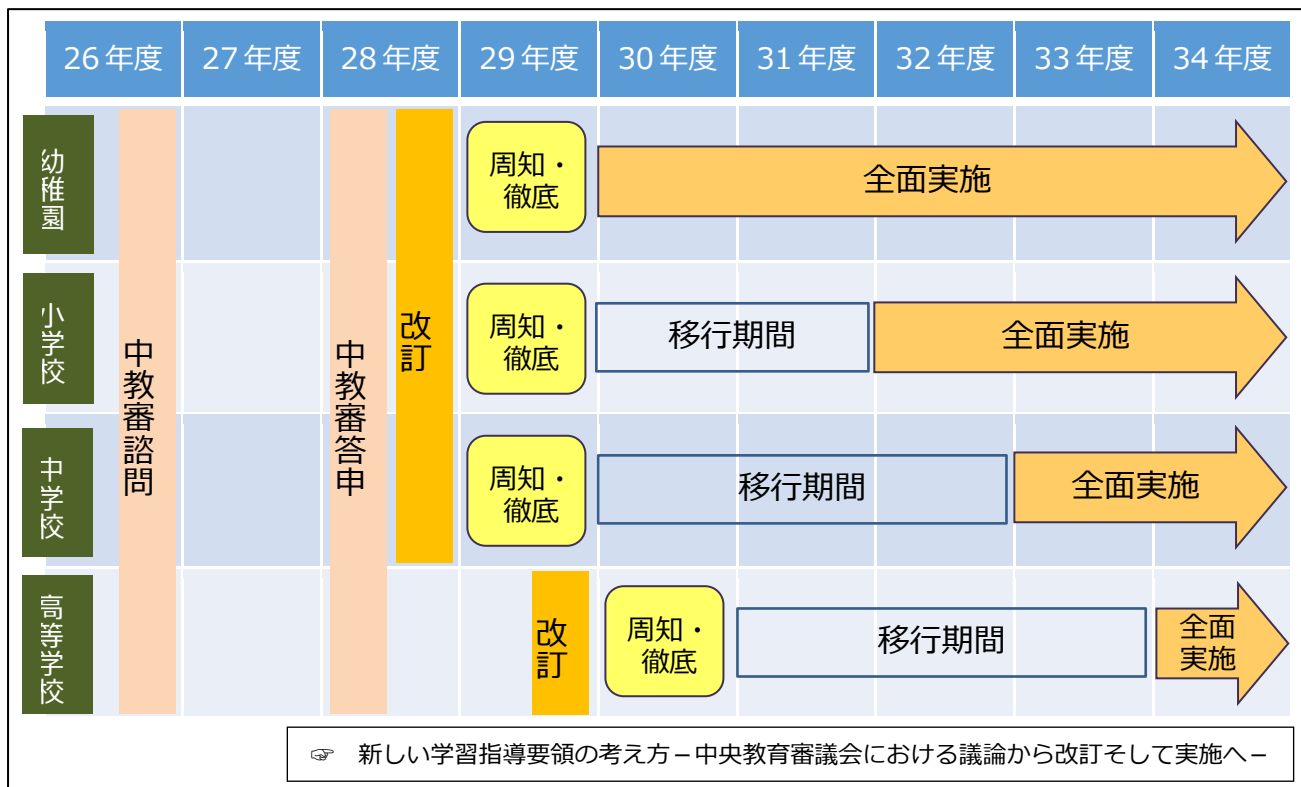 26年度 27年度 28年度 29年度 30年度 31年度 32年度 33年度 34年度
幼稚園
周知・
徹底
全面実施
小学校
周知・
徹底
移行期間
全面実施
中学校
周知・
徹底
移行期間
全面実施
高等学校
周知・
徹底
移行期間
全面
実施
中教審諮問
中教審答申
改訂
改訂
☞ 新しい学習指導要領の考え方－中央教育審議会における議論から改訂そして実施へ－